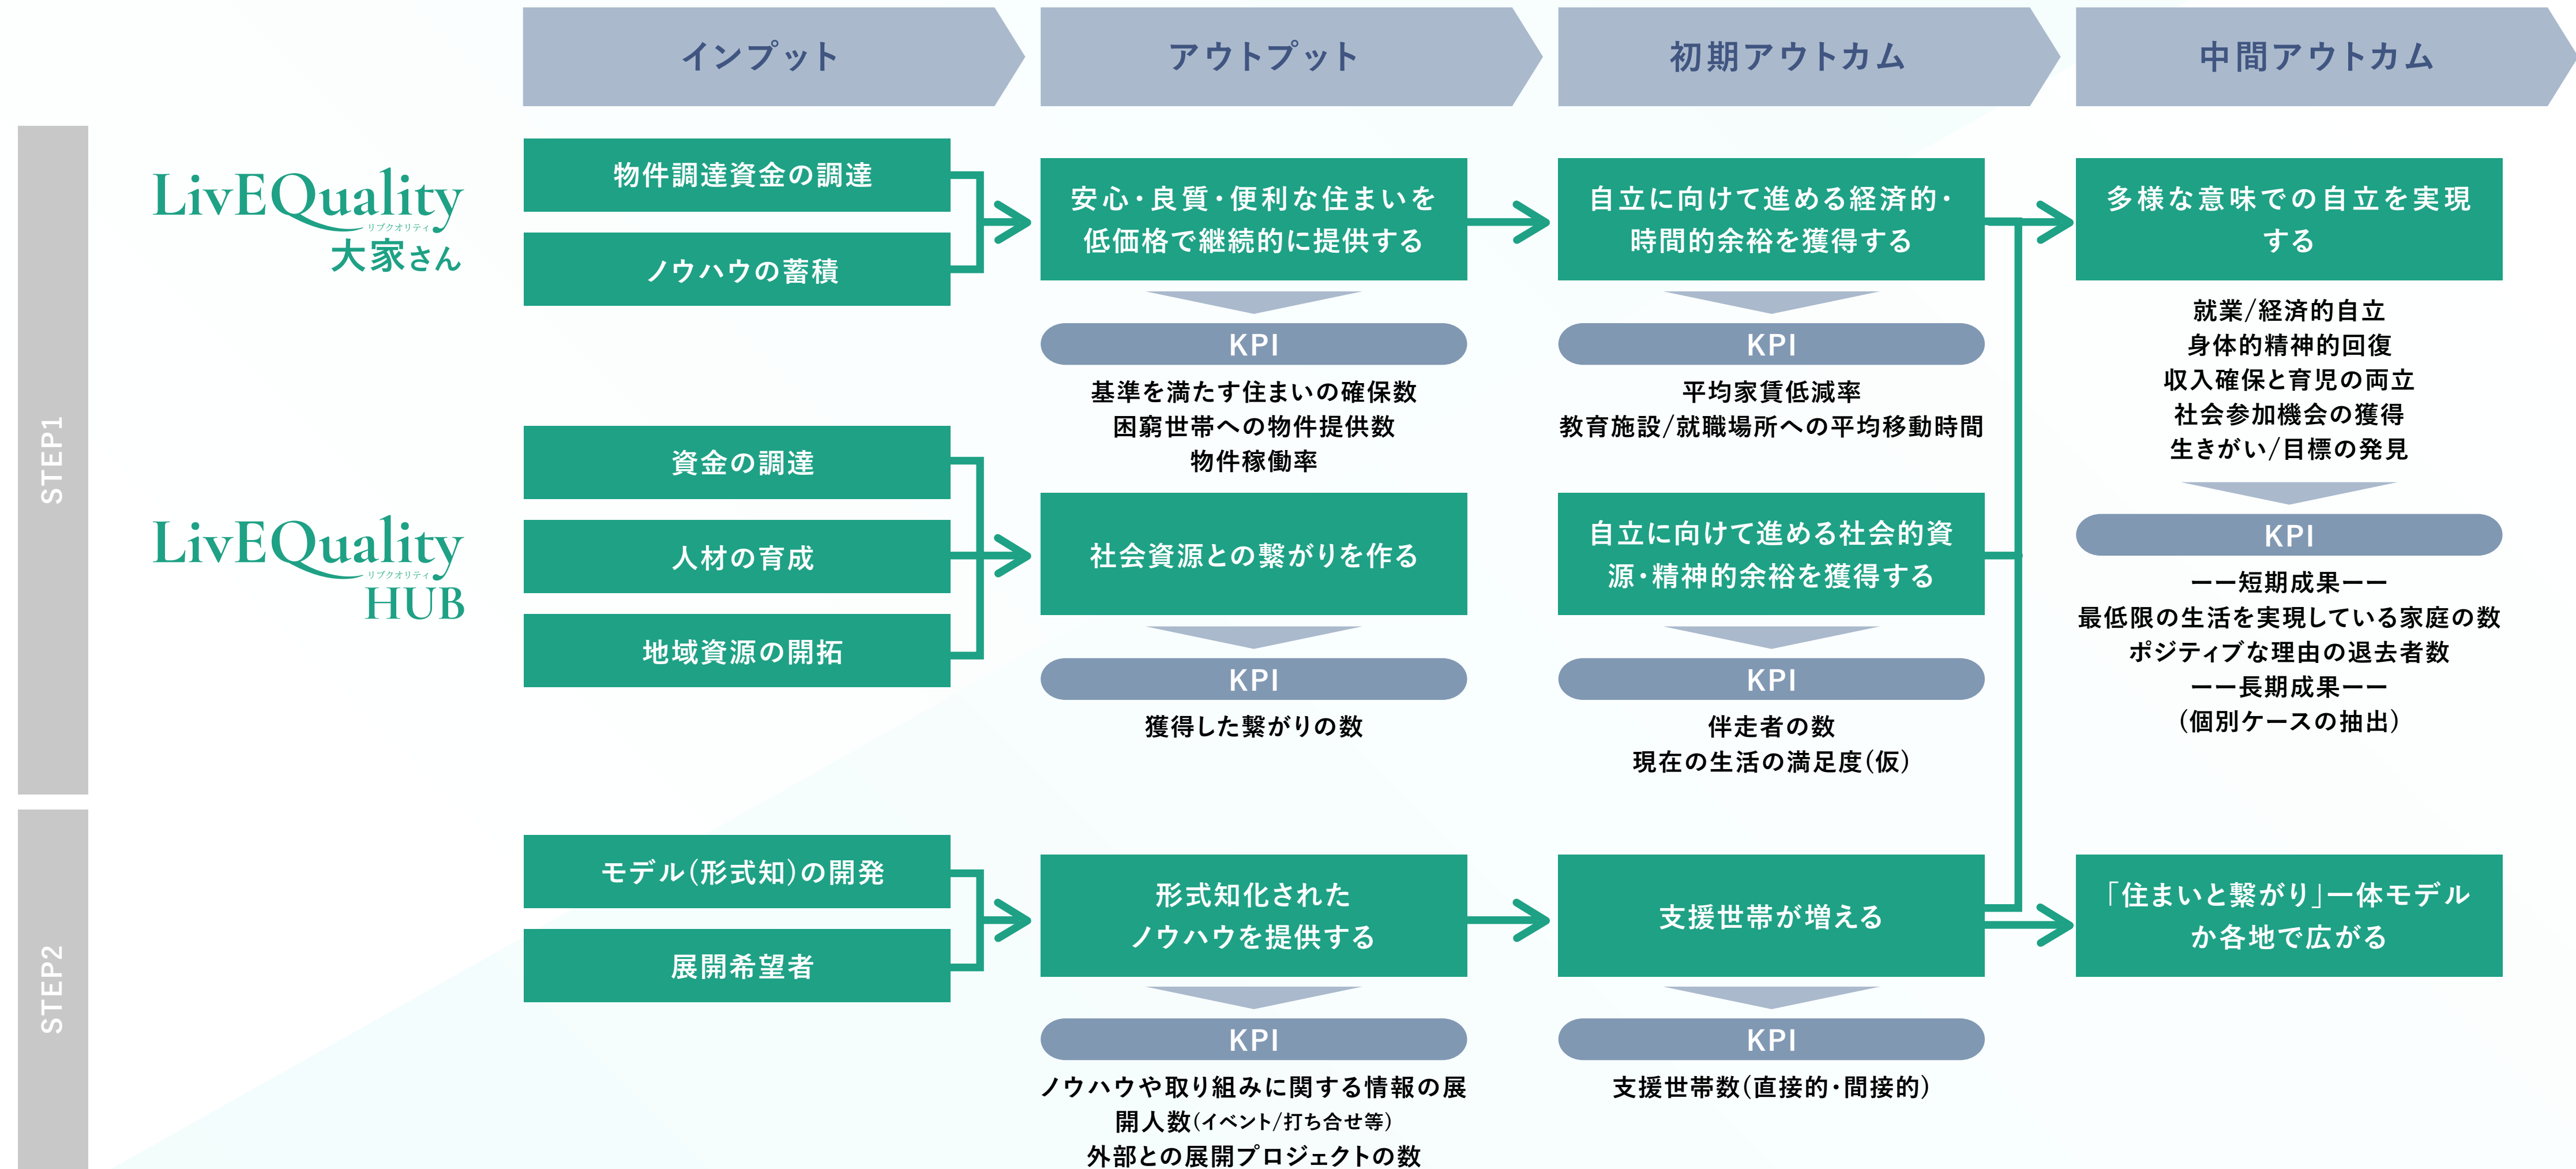 インプット
アウトプット
初期アウトカム
中間アウトカム
STEP1
LivEQuality
リブクオリティ
大家さん
物件調達資金の調達
ノウハウの蓄積
安心・良質・便利な住まいを
低価格で継続的に提供する
KPI
基準を満たす住まいの確保数
困窮世帯への物件提供数
物件稼働率
自立に向けて進める経済的・
時間的余裕を獲得する
KPI
平均家賃低減率
教育施設/就職場所への平均移動時間
多様な意味での自立を実現
する
就業/経済的自立
身体的精神的回復
収入確保と育児の両立
社会参加機会の獲得
生きがい/目標の発見
KPI
ーー短期成果ーー
最低限の生活を実現している家庭の数
ポジティブな理由の退去者数
ーー長期成果ーー
(個別ケースの抽出)
LivEQuality
リブクオリティ
HUB
資金の調達
人材の育成
地域資源の開拓
社会資源との繋がりを作る
KPI
獲得した繋がりの数
自立に向けて進める社会的資
源・精神的余裕を獲得する
KPI
伴走者の数
現在の生活の満足度(仮)
STEP2
モデル(形式知)の開発
展開希望者
形式知化された
ノウハウを提供する
KPI
ノウハウや取り組みに関する情報の展
開人数(イベント/打ち合せ等)
外部との展開プロジェクトの数
支援世帯が増える
KPI
支援世帯数(直接的・間接的)
「住まいと繋がり」一体モデル
か各地で広がる